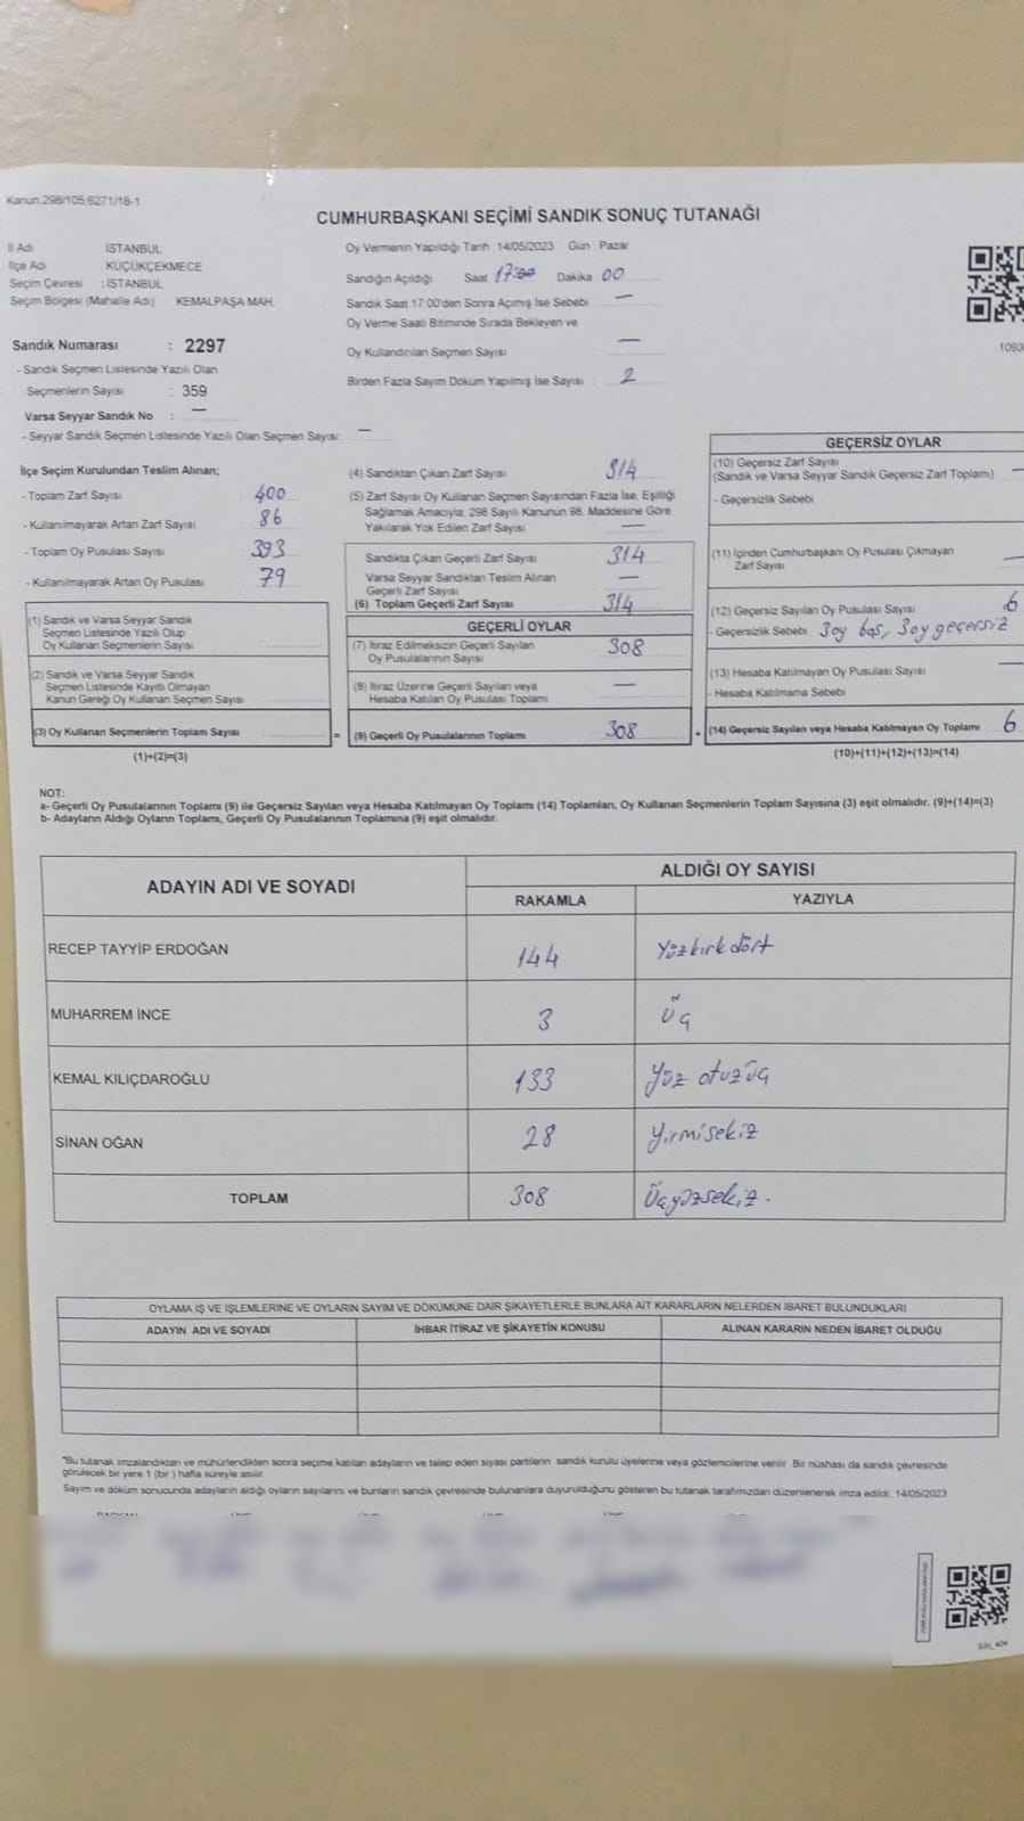 Kanun.298/105,6271/18-1
CUMHURBAŞKANI SEÇİMİ SANDIK SONUÇ TUTANAĞI
İl Adı İSTANBUL
İlçe Adı KÜÇÜKÇEKMECE
Seçim Çevresi : İSTANBUL
Seçim Bölgesi (Mahalle Adı) KEMALPAŞA MAH.
Oy Vermenin Yapıldığı Tarih 14/05/2023 Gün Pazar
Sandığın Açıldığı Saat 17:00 Dakika 00
Sandık Saat 17:00'den Sonra Açımış İse Sebebi —
Oy Verme Saati Bitiminde Sırada Bekleyen ve
Oy Kullandırılan Seçmen Sayısı —
Birden Fazla Sayım Döküm Yapılmış İse Sayısı : 2
Sandık Numarası : 2297
- Sandık Seçmen Listesinde Yazılı Olan
Seçmenlerin Sayısı : 359
Varsa Seyyar Sandık No : —
- Seyyar Sandık Seçmen Listesinde Yazılı Olan Seçmen Sayısı: —
İlçe Seçim Kurulundan Teslim Alınan;
- Toplam Zarf Sayısı 400
- Kullanılmayarak Artan Zarf Sayısı 86
- Toplam Oy Pusulası Sayısı 393
- Kullanılmayarak Artan Oy Pusulası 79
(1) Sandık ve Varsa Seyyar Sandık
Seçmen Listesinde Yazılı Olup
Oy Kullanan Seçmenlerin Sayısı
(2) Sandık ve Varsa Seyyar Sandık
Seçmen Listesinde Kayıtlı Olmayan
Kanun Gereği Oy Kullanan Seçmen Sayısı
(3) Oy Kullanan Seçmenlerin Toplam Sayısı
(1)+(2)=(3)
(4) Sandıktan Çıkan Zarf Sayısı 314
(5) Zarf Sayısı Oy Kullanan Seçmen Sayısından Fazla İse, Eşitliği
Sağlamak Amacıyla, 298 Sayılı Kanunun 98. Maddesine Göre
Yakılarak Yok Edilen Zarf Sayısı —
Sandıkta Çıkan Geçerli Zarf Sayısı 314
Varsa Seyyar Sandıktan Teslim Alınan
Geçerli Zarf Sayısı —
(6) Toplam Geçerli Zarf Sayısı 314
GEÇERLİ OYLAR
(7) İtiraz Edilmeksizin Geçerli Sayılan
Oy Pusulalarının Sayısı 308
(8) İtiraz Üzerine Geçerli Sayılan veya
Hesaba Katılan Oy Pusulası Toplamı —
= (9) Geçerli Oy Pusulalarının Toplamı 308
GEÇERSİZ OYLAR
(10) Geçersiz Zarf Sayısı
(Sandık ve Varsa Seyyar Sandık Geçersiz Zarf Toplamı) —
- Geçersizlik Sebebi
(11) İçinden Cumhurbaşkanı Oy Pusulası Çıkmayan
Zarf Sayısı —
(12) Geçersiz Sayılan Oy Pusulası Sayısı 6
- Geçersizlik Sebebi 3oy boş, 3oy geçersiz
(13) Hesaba Katılmayan Oy Pusulası Sayısı —
- Hesaba Katılmama Sebebi
+ (14) Geçersiz Sayılan veya Hesaba Katılmayan Oy Toplamı 6
(10)+(11)+(12)+(13)=(14)
NOT:
a- Geçerli Oy Pusulalarının Toplamı (9) ile Geçersiz Sayılan veya Hesaba Katılmayan Oy Toplamı (14) Toplamları, Oy Kullanan Seçmenlerin Toplam Sayısına (3) eşit olmalıdır. (9)+(14)=(3)
b- Adayların Aldığı Oyların Toplamı, Geçerli Oy Pusulalarının Toplamına (9) eşit olmalıdır.
ADAYIN ADI VE SOYADI ALDIĞI OY SAYISI
RAKAMLA YAZIYLA
RECEP TAYYİP ERDOĞAN 144 Yüzkırkdört
MUHARREM İNCE 3 Üç
KEMAL KILIÇDAROĞLU 133 Yüz otuzüç
SİNAN OĞAN 28 Yirmisekiz
TOPLAM 308 Üçyüzsekiz.
OYLAMA İŞ VE İŞLEMLERİNE VE OYLARIN SAYIM VE DÖKÜMÜNE DAİR ŞİKAYETLERLE BUNLARA AİT KARARLARIN NELERDEN İBARET BULUNDUKLARI
ADAYIN ADI VE SOYADI İHBAR İTİRAZ VE ŞİKAYETİN KONUSU ALINAN KARARIN NEDEN İBARET OLDUĞU
"Bu tutanak imzalandıktan ve mühürlendikten sonra seçime katılan adayların ve talep eden siyasi partilerin sandık kurulu üyelerine veya gözlemcilerine verilir. Bir nüshası da sandık çevresinde
görülecek bir yere 1 (bir) hafta süreyle asılır.
Sayım ve döküm sonucunda adayların aldığı oyların sayılarını ve bunların sandık çevresinde bulunanlara duyurulduğunu gösteren bu tutanak tarafımızdan düzenlenerek imza edildi. 14/05/2023